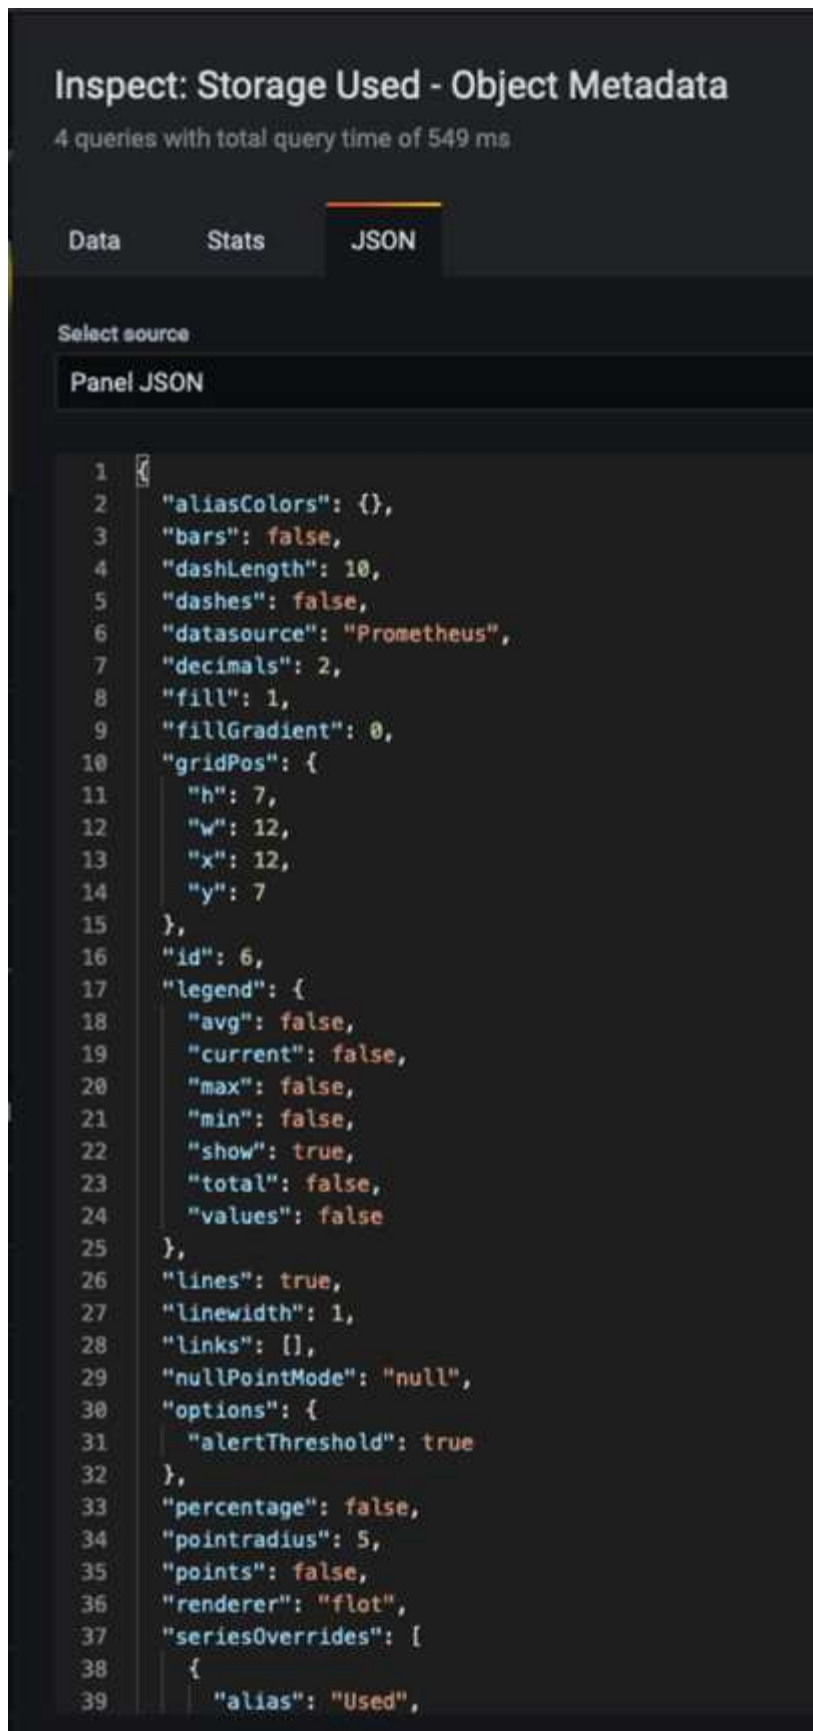 Inspect: Storage Used - Object Metadata
4 queries with total query time of 549 ms
Data Stats JSON
Select source
Panel JSON
1 {
2 "aliasColors": {},
3 "bars": false,
4 "dashLength": 10,
5 "dashes": false,
6 "datasource": "Prometheus",
7 "decimals": 2,
8 "fill": 1,
9 "fillGradient": 0,
10 "gridPos": {
11 "h": 7,
12 "w": 12,
13 "x": 12,
14 "y": 7
15 },
16 "id": 6,
17 "legend": {
18 "avg": false,
19 "current": false,
20 "max": false,
21 "min": false,
22 "show": true,
23 "total": false,
24 "values": false
25 },
26 "lines": true,
27 "linewidth": 1,
28 "links": [],
29 "nullPointMode": "null",
30 "options": {
31 "alertThreshold": true
32 },
33 "percentage": false,
34 "pointradius": 5,
35 "points": false,
36 "renderer": "flot",
37 "seriesOverrides": [
38 {
39 "alias": "Used",